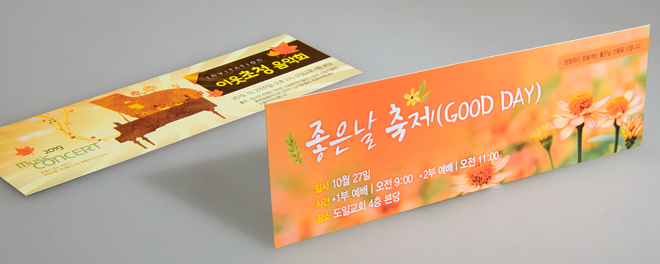 INVITATION
이웃초청 음악회
2019
Music
CONCERT
좋은날 축제(GOOD DAY)
일시 10월 27일
시간 •1부 예배 | 오전 9:00 •2부 예배 | 오전 11:00
장소 도일교회 4층 본당